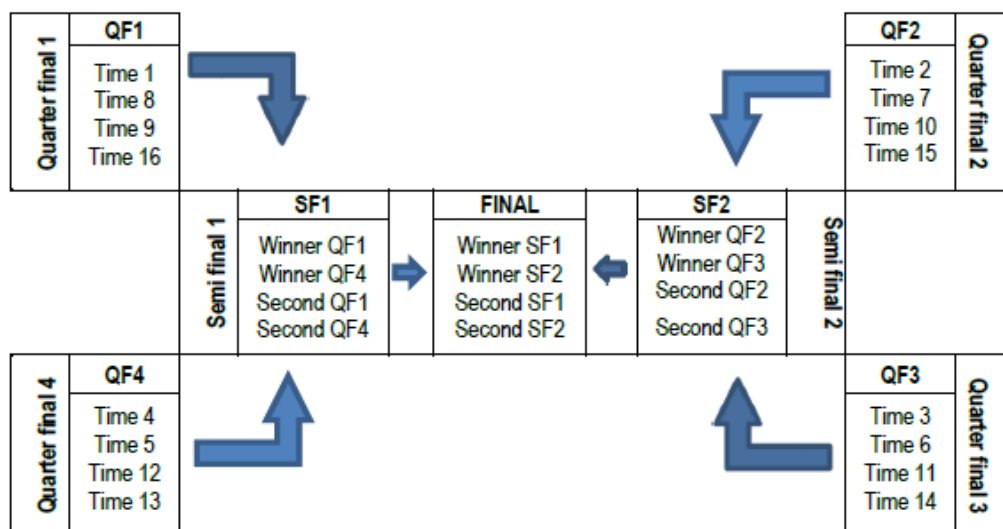 Quarter final 1
QF1
Time 1
Time 8
Time 9
Time 16
QF2
Time 2
Time 7
Time 10
Time 15
Quarter final 2
Semi final 1
SF1
Winner QF1
Winner QF4
Second QF1
Second QF4
FINAL
Winner SF1
Winner SF2
Second SF1
Second SF2
SF2
Winner QF2
Winner QF3
Second QF2
Second QF3
Semi final 2
Quarter final 4
QF4
Time 4
Time 5
Time 12
Time 13
QF3
Time 3
Time 6
Time 11
Time 14
Quarter final 3